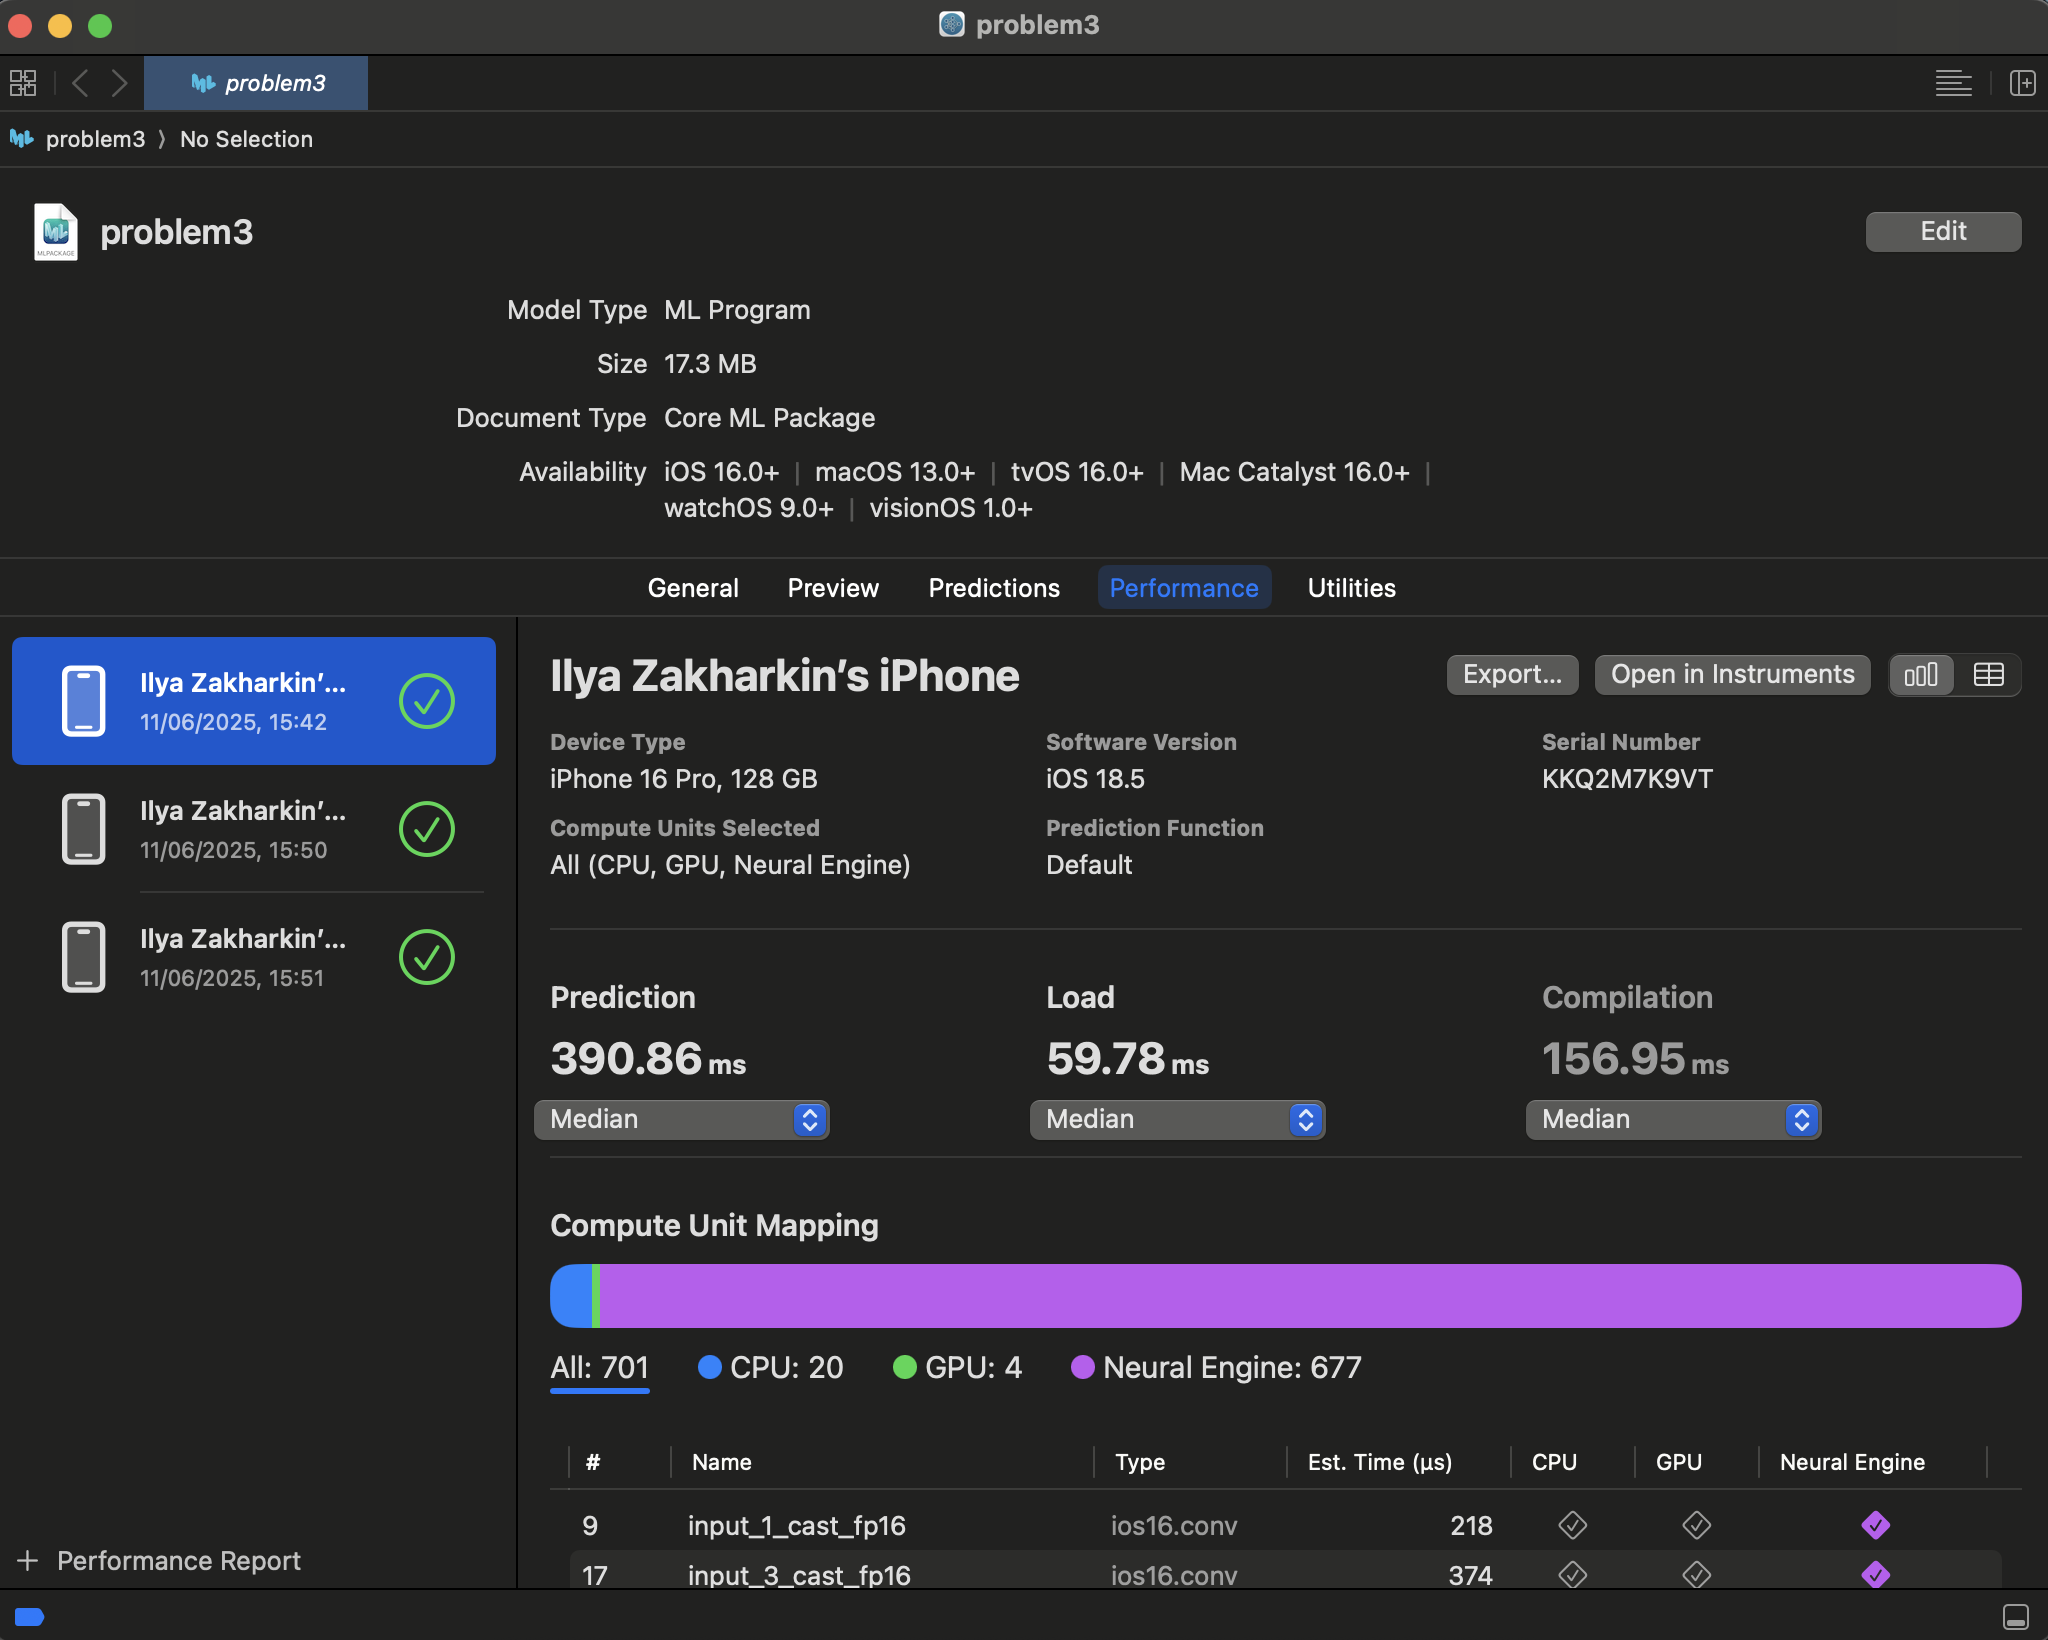 problem3
problem3
problem3 ⟩ No Selection
MLPACKAGE
problem3
Edit
Model Type ML Program
Size 17.3 MB
Document Type Core ML Package
Availability iOS 16.0+ | macOS 13.0+ | tvOS 16.0+ | Mac Catalyst 16.0+ |
watchOS 9.0+ | visionOS 1.0+
General Preview Predictions Performance Utilities
Ilya Zakharkin’...
11/06/2025, 15:42
Ilya Zakharkin’...
11/06/2025, 15:50
Ilya Zakharkin’...
11/06/2025, 15:51
+ Performance Report
Ilya Zakharkin’s iPhone
Export... Open in Instruments
Device Type Software Version Serial Number
iPhone 16 Pro, 128 GB iOS 18.5 KKQ2M7K9VT
Compute Units Selected Prediction Function
All (CPU, GPU, Neural Engine) Default
Prediction Load Compilation
390.86 ms 59.78 ms 156.95 ms
Median Median Median
Compute Unit Mapping
All: 701 CPU: 20 GPU: 4 Neural Engine: 677
# Name Type Est. Time (µs) CPU GPU Neural Engine
9 input_1_cast_fp16 ios16.conv 218
17 input_3_cast_fp16 ios16.conv 374